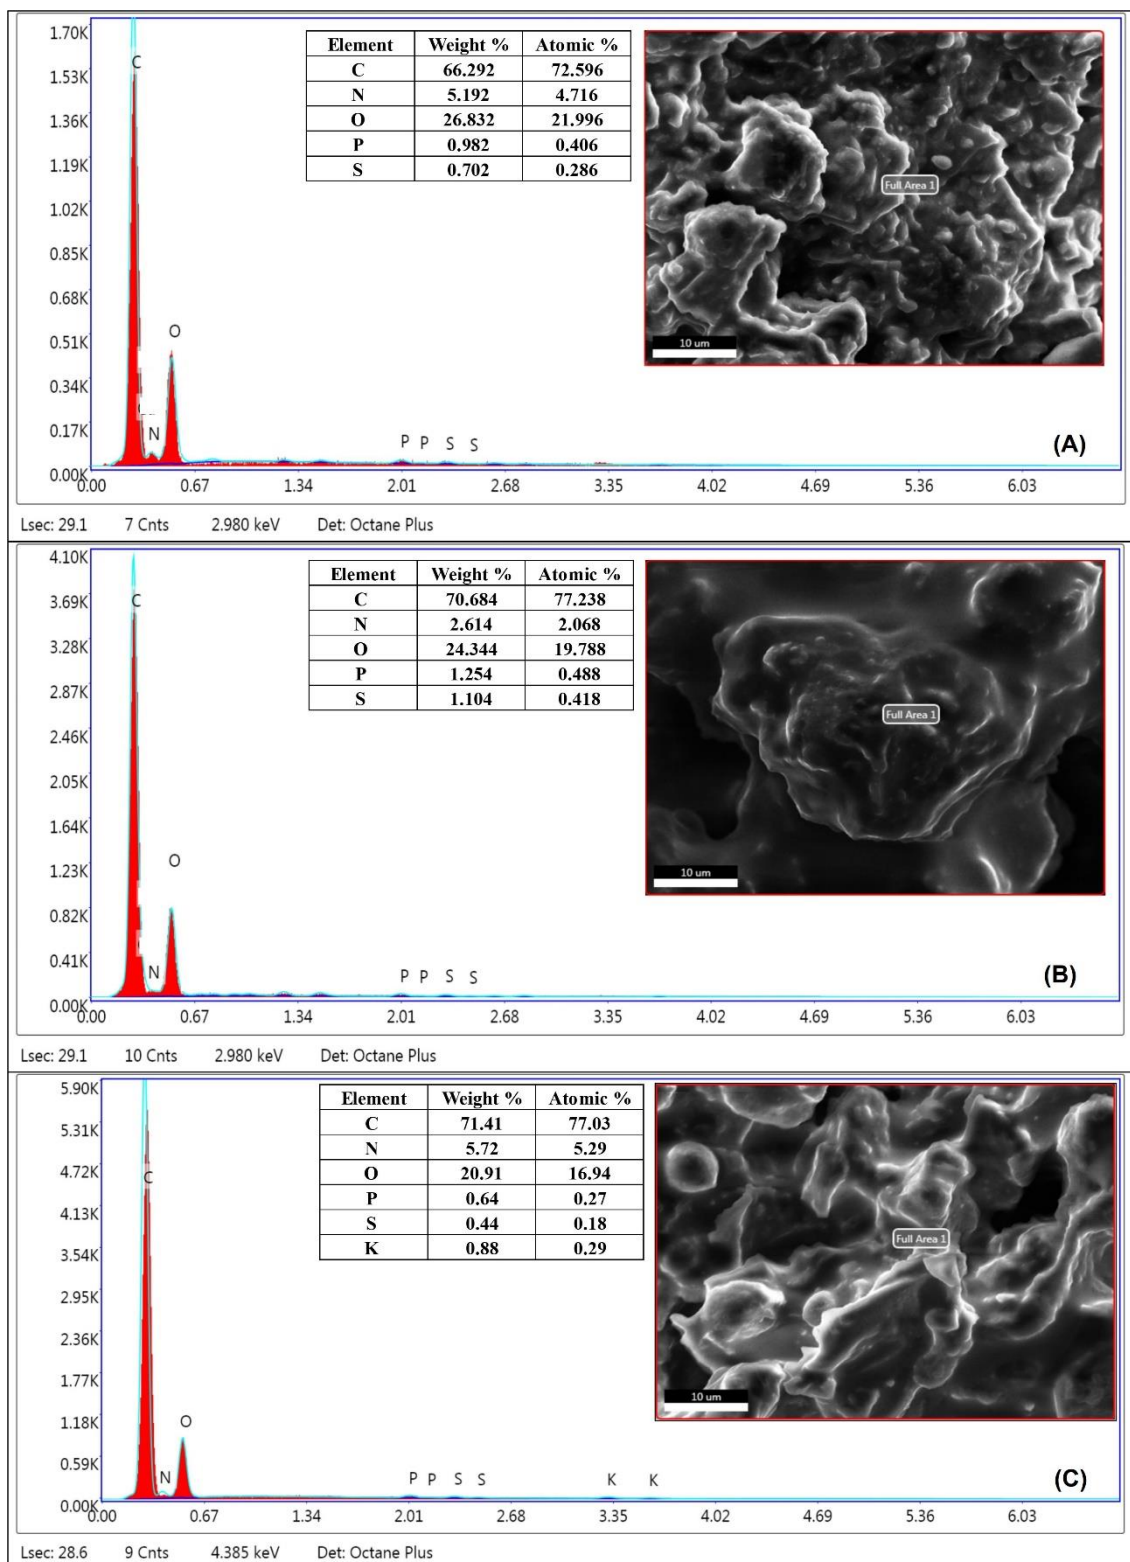 1.70K
1.53K
1.36K
1.19K
1.02K
0.85K
0.68K
0.51K
0.34K
0.17K
0.00K
C
N
O
P P S S
0.00 0.67 1.34 2.01 2.68 3.35 4.02 4.69 5.36 6.03
Element Weight % Atomic %
C 66.292 72.596
N 5.192 4.716
O 26.832 21.996
P 0.982 0.406
S 0.702 0.286
Full Area 1
10 um
(A)
Lsec: 29.1 7 Cnts 2.980 keV Det: Octane Plus
4.10K
3.69K
3.28K
2.87K
2.46K
2.05K
1.64K
1.23K
0.82K
0.41K
0.00K
C
N
O
P P S S
0.00 0.67 1.34 2.01 2.68 3.35 4.02 4.69 5.36 6.03
Element Weight % Atomic %
C 70.684 77.238
N 2.614 2.068
O 24.344 19.788
P 1.254 0.488
S 1.104 0.418
Full Area 1
10 um
(B)
Lsec: 29.1 10 Cnts 2.980 keV Det: Octane Plus
5.90K
5.31K
4.72K
4.13K
3.54K
2.95K
2.36K
1.77K
1.18K
0.59K
0.00K
C
N
O
P P S S K K
0.00 0.67 1.34 2.01 2.68 3.35 4.02 4.69 5.36 6.03
Element Weight % Atomic %
C 71.41 77.03
N 5.72 5.29
O 20.91 16.94
P 0.64 0.27
S 0.44 0.18
K 0.88 0.29
Full Area 1
10 um
(C)
Lsec: 28.6 9 Cnts 4.385 keV Det: Octane Plus